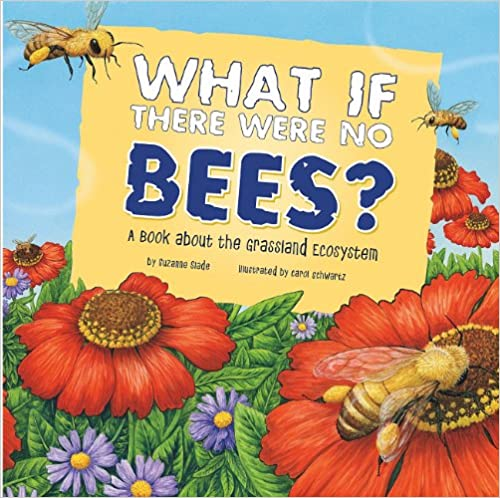 WHAT IF
THERE WERE NO
BEES?
A Book about the Grassland Ecosystem
by Suzanne Slade illustrated by Carol Schwartz